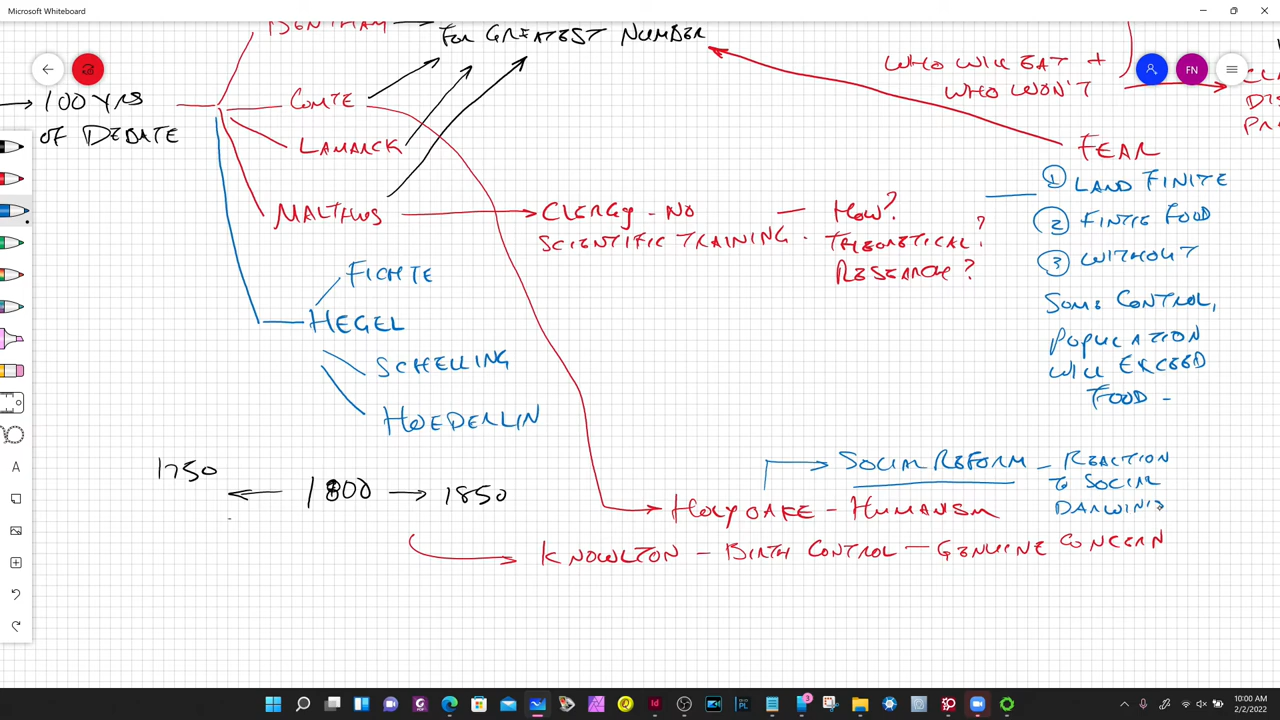 Microsoft Whiteboard
BENTHAM
FOR GREATEST NUMBER
WHO WILL EAT +
WHO WON'T
FN
100 YRS
OF DEBATE
COMTE
LAMARCK
MALTHUS
CLERGY - NO
SCIENTIFIC TRAINING.
HOW?
THEORETICAL?
RESEARCH?
FEAR
1 LAND FINITE
2 FINITE FOOD
3 WITHOUT
SOME CONTROL,
POPULATION
WILL EXCEED
FOOD -
FICHTE
HEGEL
SCHELLING
HOEDERLIN
1750
1800
1850
SOCIAL REFORM - REACTION
TO SOCIAL
DARWINIS
HOLYOAKE - HUMANISM
KNOWLTON - BIRTH CONTROL - GENUINE CONCERN
10:00 AM
2/2/2022